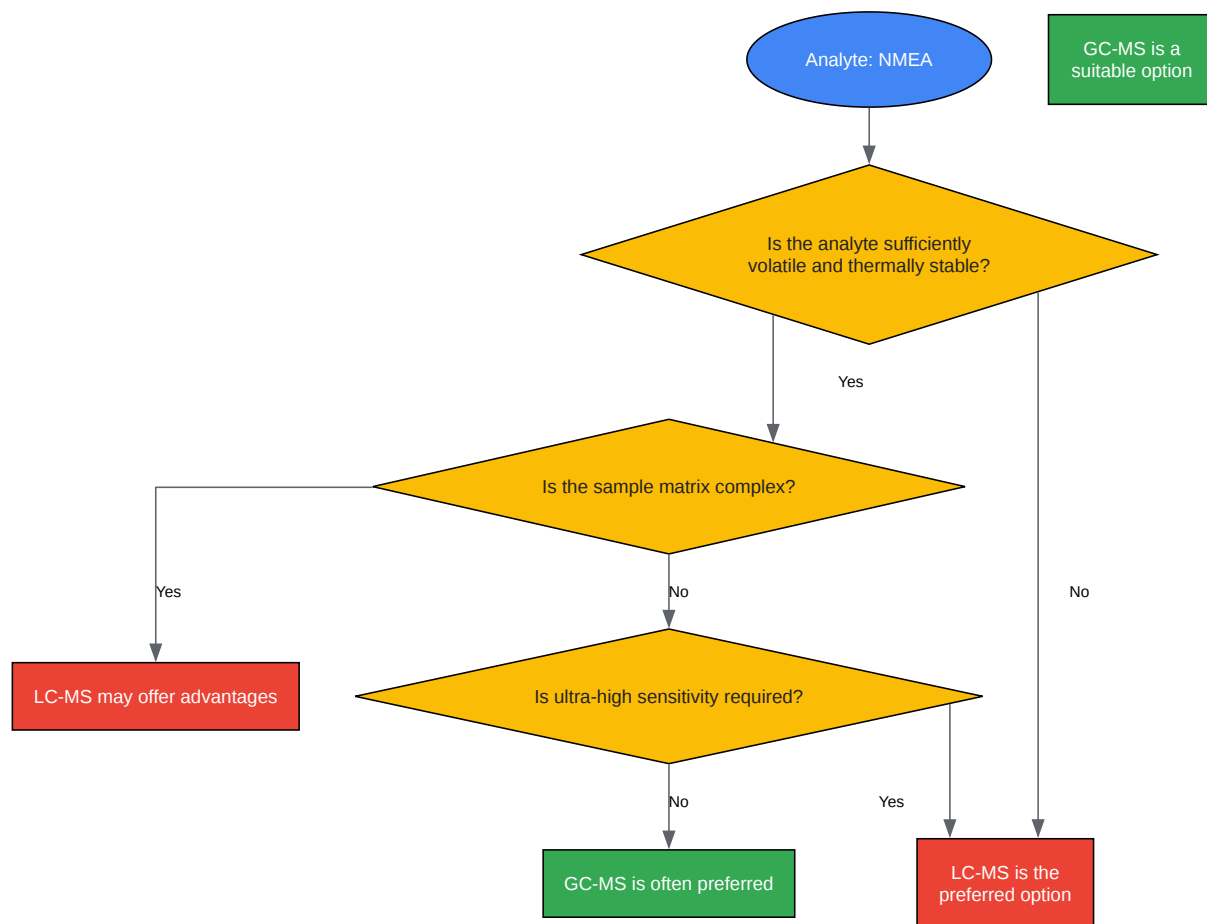 Analyte: NMEA
GC-MS is a
suitable option
Is the analyte sufficiently
volatile and thermally stable?
Yes
Is the sample matrix complex?
Yes
No
No
LC-MS may offer advantages
Is ultra-high sensitivity required?
No
Yes
GC-MS is often preferred
LC-MS is the
preferred option